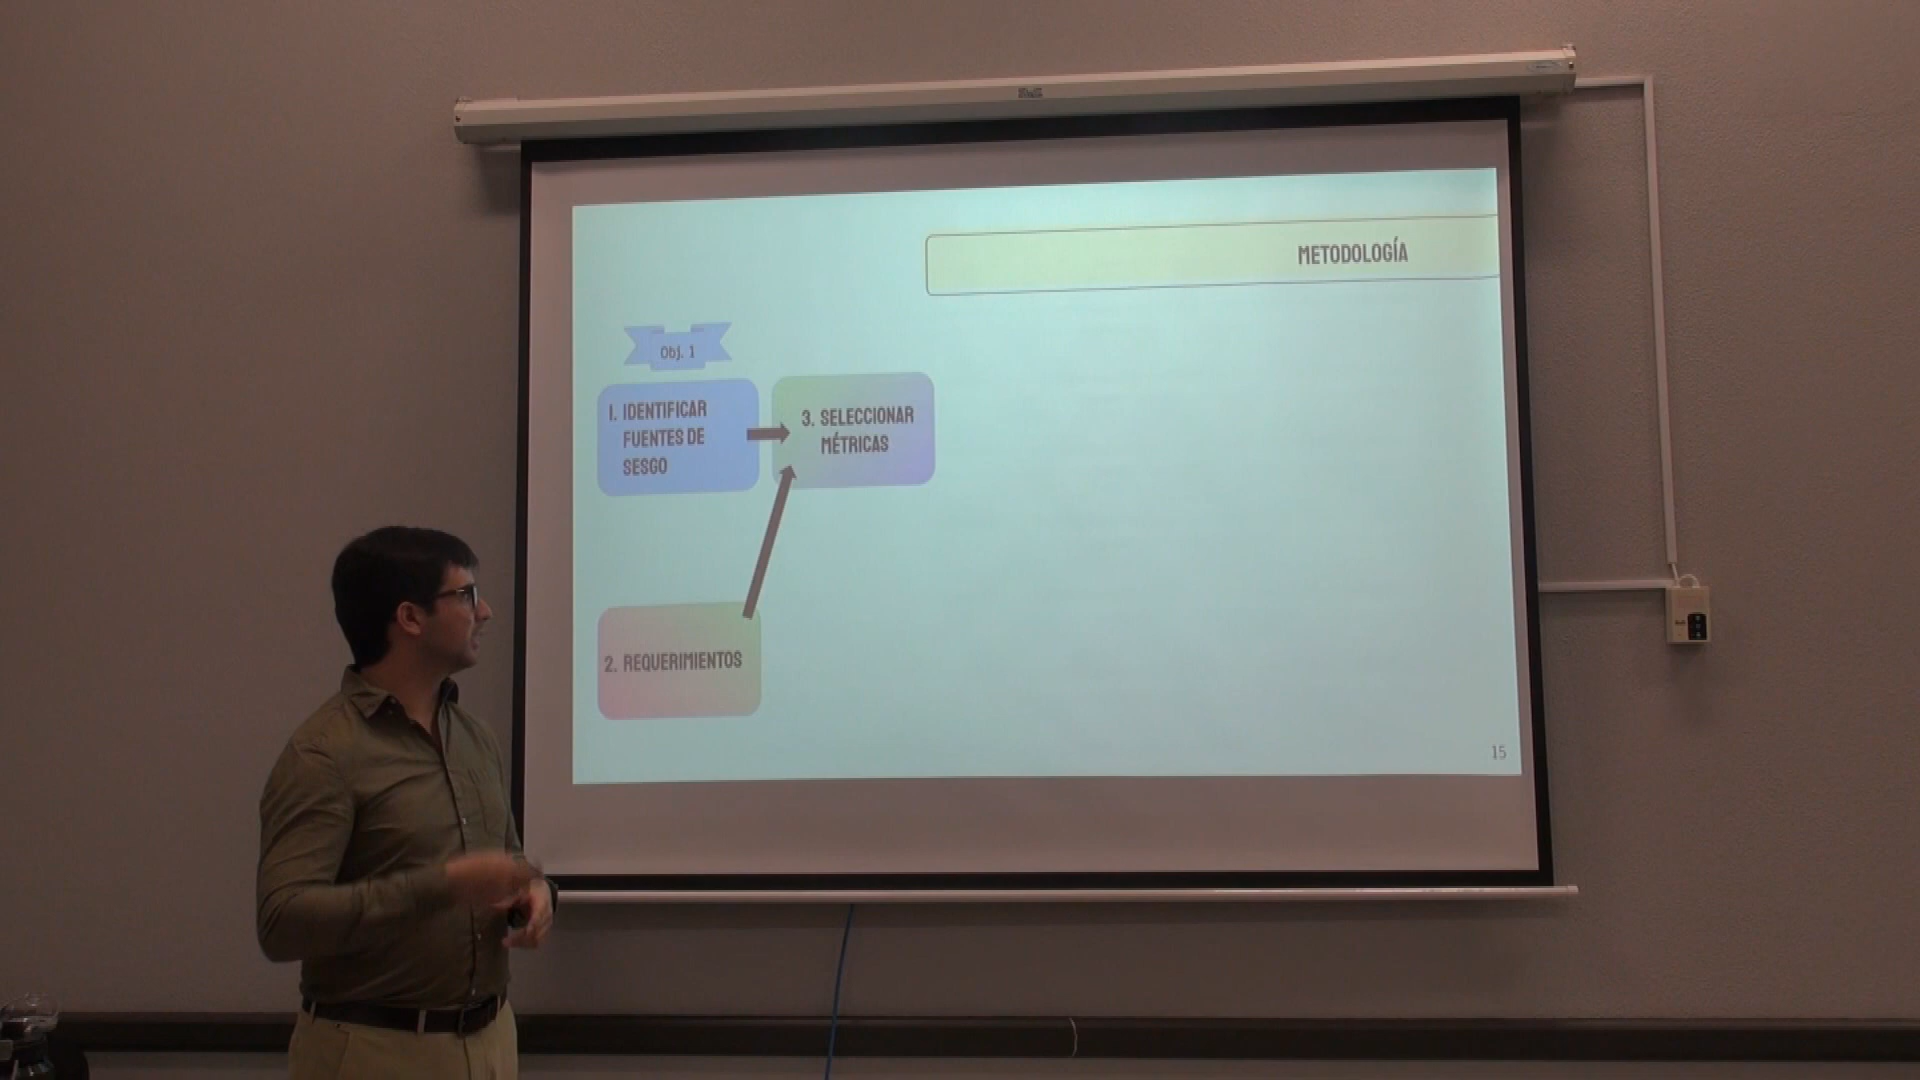 METODOLOGÍA
Obj. 1
1. IDENTIFICAR
FUENTES DE
SESGO
3. SELECCIONAR
MÉTRICAS
2. REQUERIMIENTOS
15